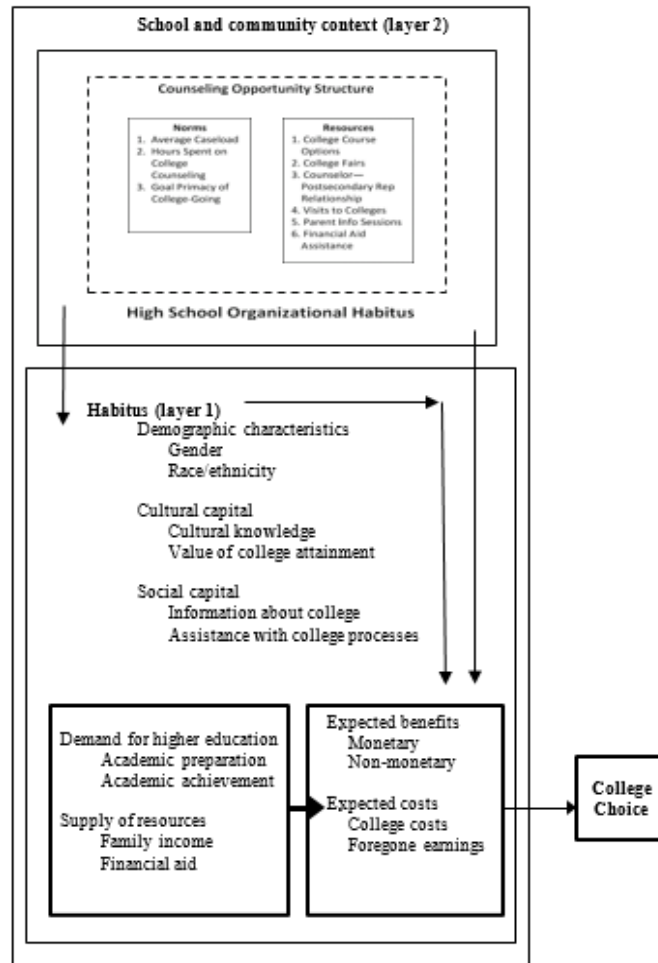 School and community context (layer 2)
Counseling Opportunity Structure
Norms
1. Average Caseload
2. Hours Spent on
College
Counseling
3. Goal Primacy of
College-Going
Resources
1. College Course
Options
2. College Fairs
3. Counselor—
Postsecondary Rep
Relationship
4. Visits to Colleges
5. Parent Info Sessions
6. Financial Aid
Assistance
High School Organizational Habitus
Habitus (layer 1)
Demographic characteristics
Gender
Race/ethnicity
Cultural capital
Cultural knowledge
Value of college attainment
Social capital
Information about college
Assistance with college processes
Demand for higher education
Academic preparation
Academic achievement
Supply of resources
Family income
Financial aid
Expected benefits
Monetary
Non-monetary
Expected costs
College costs
Foregone earnings
College
Choice